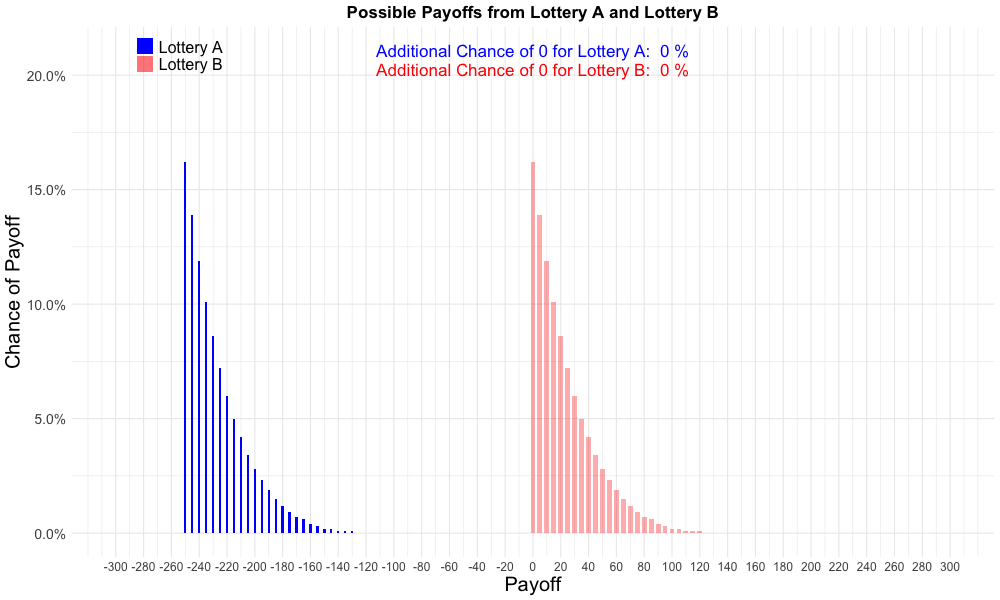 Possible Payoffs from Lottery A and Lottery B
Lottery A
Lottery B
Additional Chance of 0 for Lottery A: 0 %
Additional Chance of 0 for Lottery B: 0 %
Chance of Payoff
20.0%
15.0%
10.0%
5.0%
0.0%
-300 -280 -260 -240 -220 -200 -180 -160 -140 -120 -100 -80 -60 -40 -20 0 20 40 60 80 100 120 140 160 180 200 220 240 260 280 300
Payoff